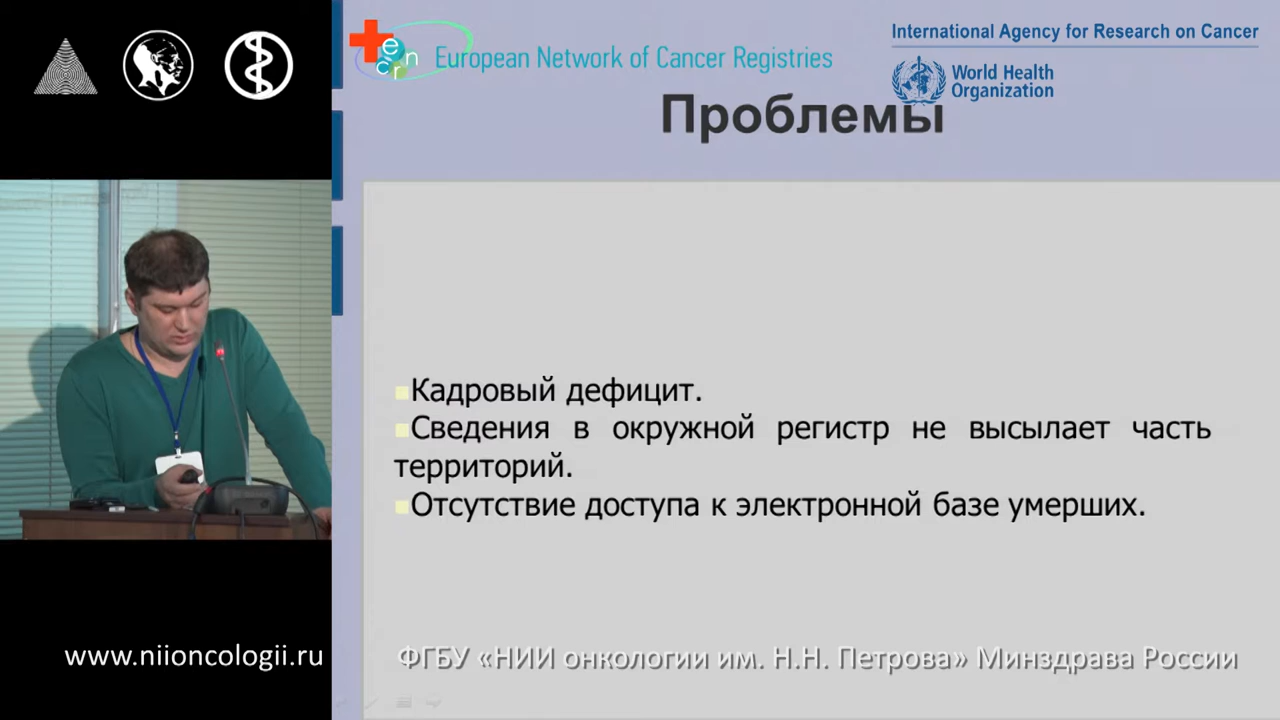 ecrn
European Network of Cancer Registries
International Agency for Research on Cancer
World Health
Organization
Проблемы
Кадровый дефицит.
Сведения в окружной регистр не высылает часть
территорий.
Отсутствие доступа к электронной базе умерших.
www.niioncologii.ru
ФГБУ «НИИ онкологии им. Н.Н. Петрова» Минздрава России